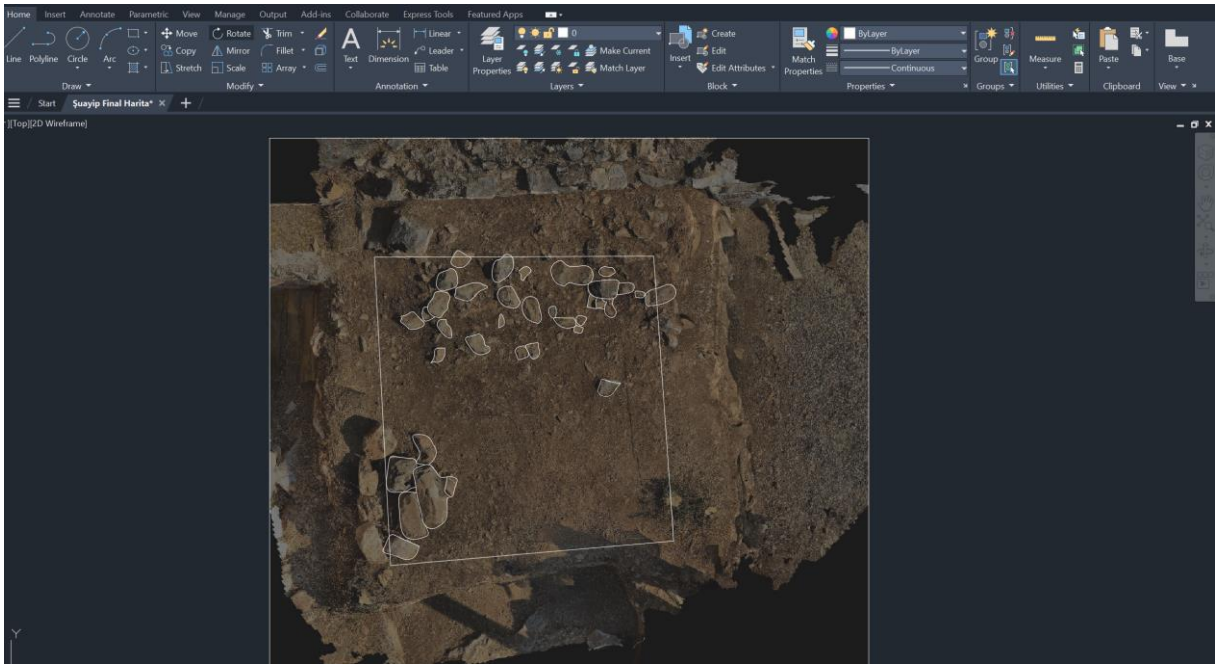 Home Insert Annotate Parametric View Manage Output Add-ins Collaborate Express Tools Featured Apps
Line Polyline Circle Arc
Move Rotate Trim
Copy Mirror Fillet
Stretch Scale Array
Text Dimension
Linear
Leader
Table
Layer Properties
0
Make Current
Match Layer
Insert
Create
Edit
Edit Attributes
Match Properties
ByLayer
ByLayer
Continuous
Group
Measure
Paste
Base
Draw Modify Annotation Layers Block Properties Groups Utilities Clipboard View
Start Şuayip Final Harita*
][Top][2D Wireframe]
Y